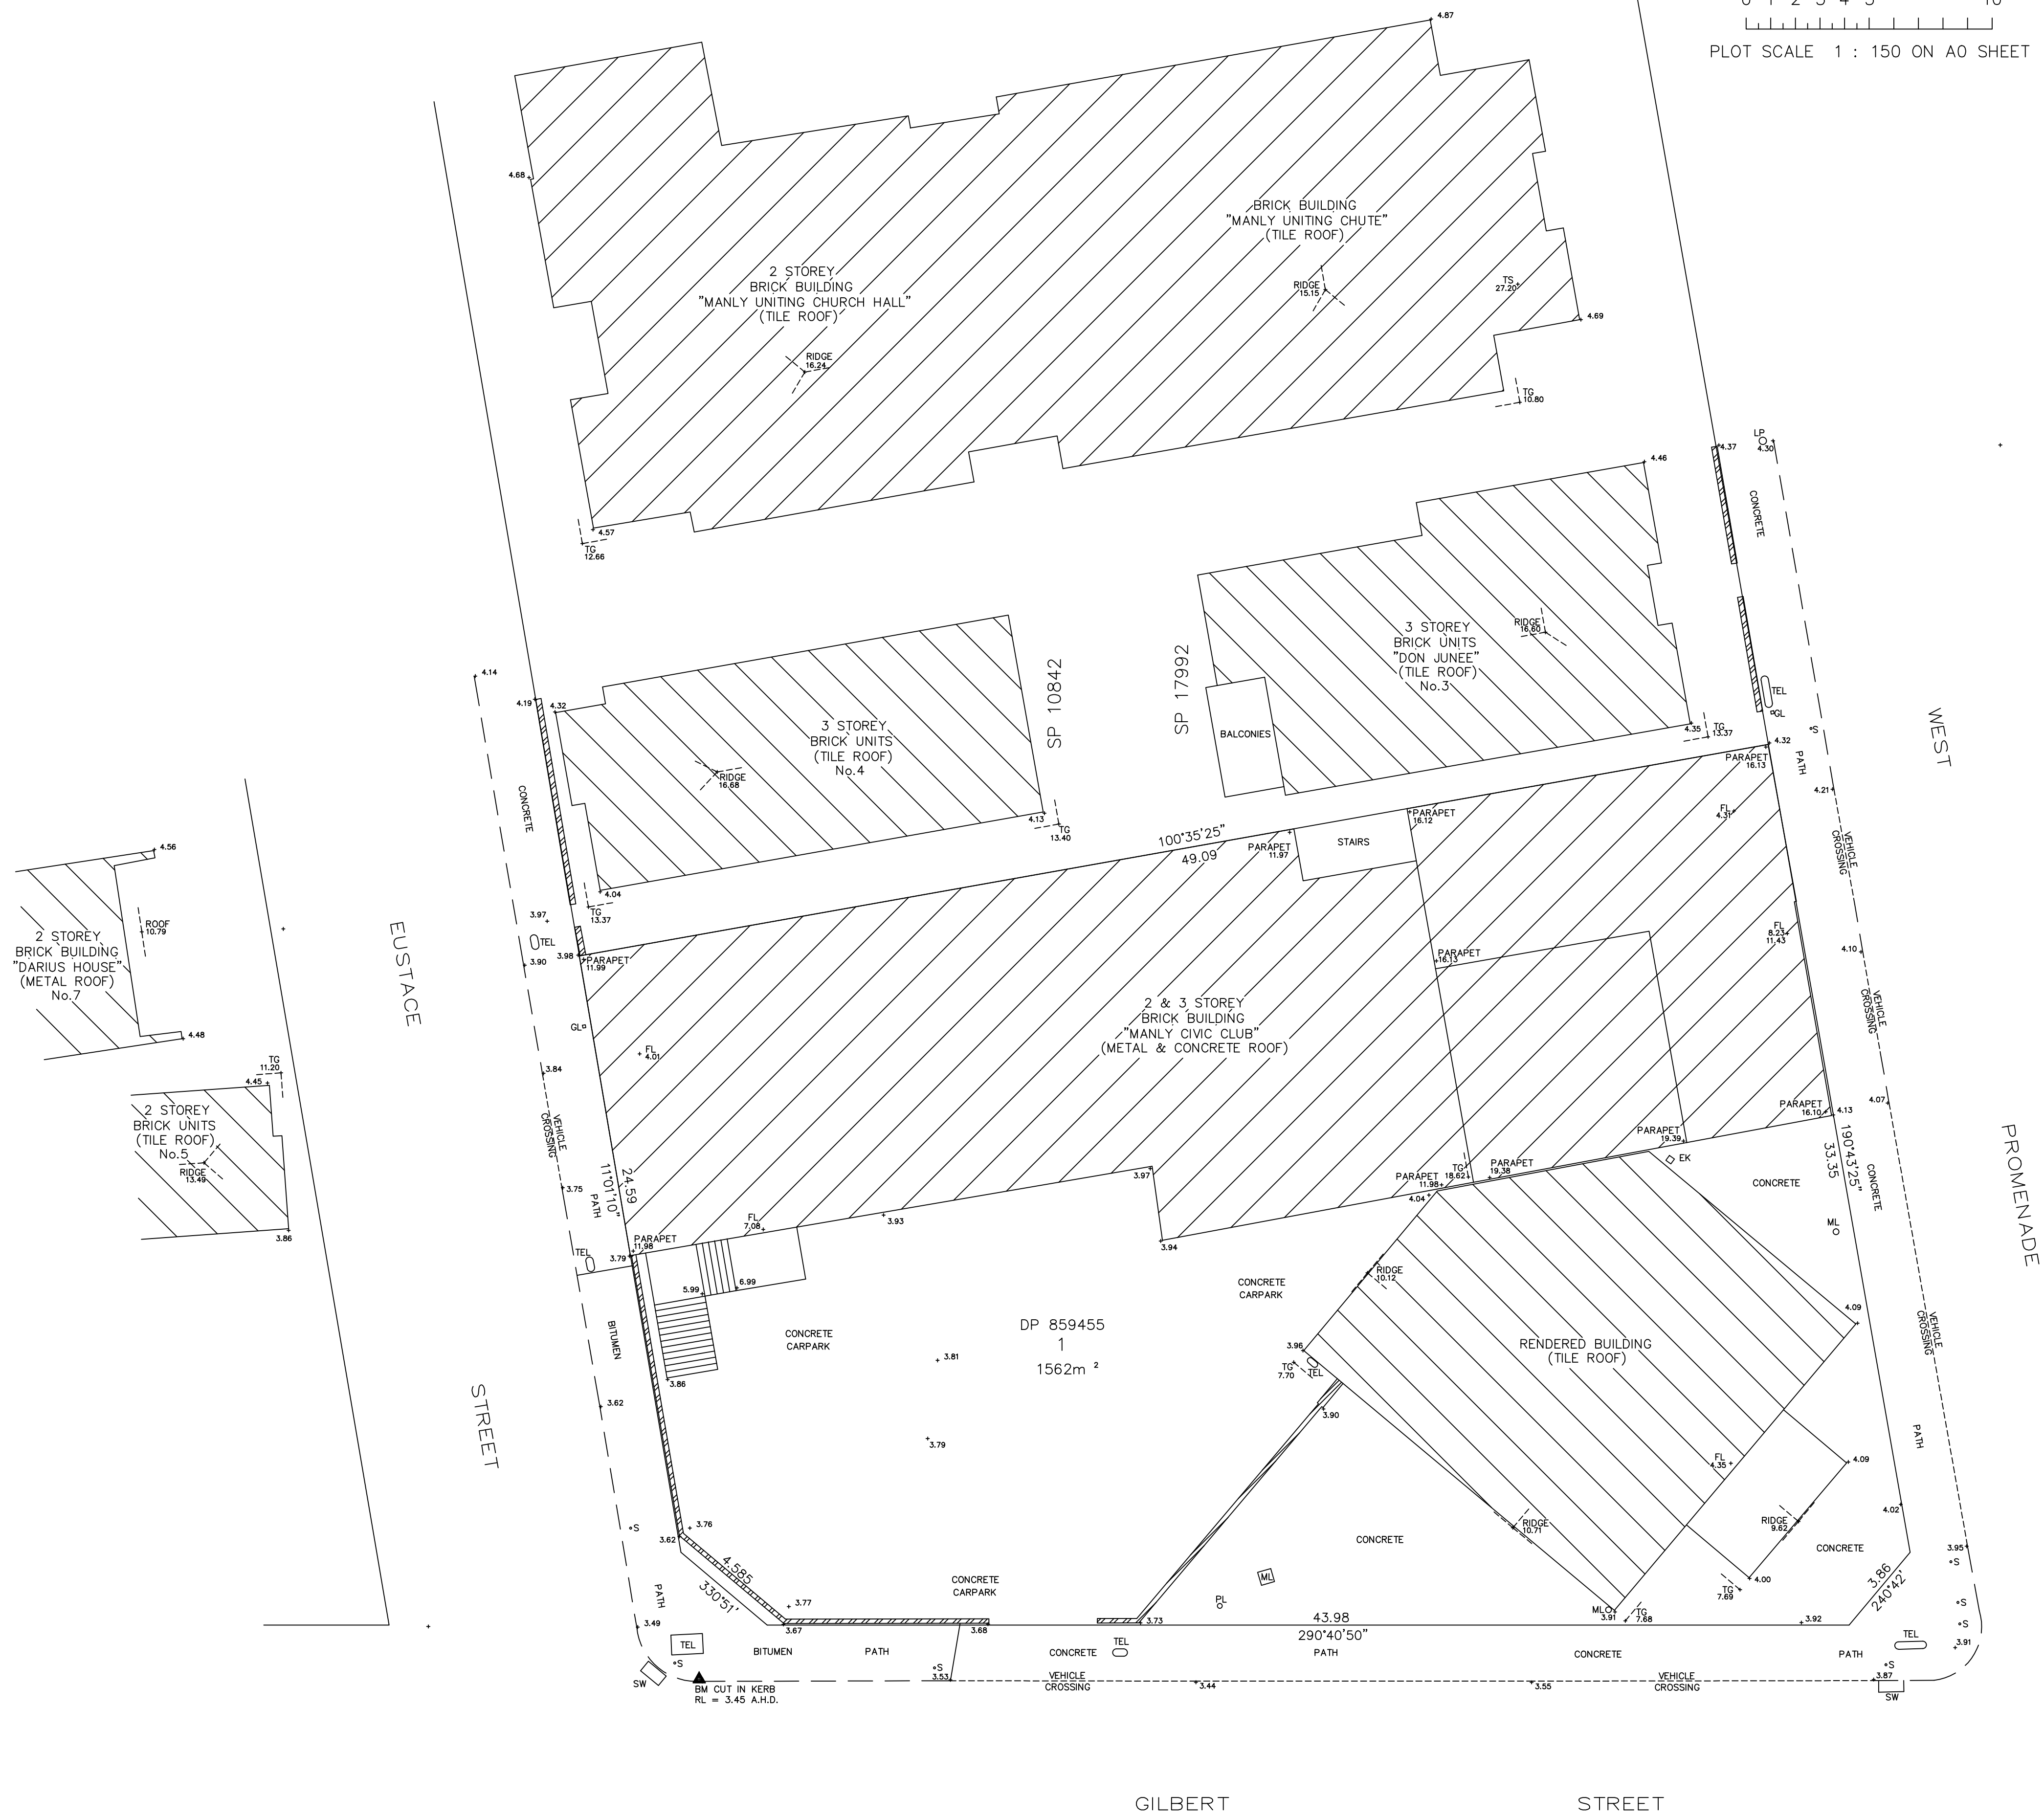 0 1 2 3 4 5 10
PLOT SCALE 1 : 150 ON A0 SHEET
4.87
4.68
BRICK BUILDING
"MANLY UNITING CHUTE"
(TILE ROOF)
2 STOREY
BRICK BUILDING
"MANLY UNITING CHURCH HALL"
(TILE ROOF)
RIDGE
15.15
TS
27.20
4.69
RIDGE
16.24
TG
10.80
LP
4.30
4.37
4.46
CONCRETE
4.57
TG
12.66
3 STOREY
BRICK UNITS
"DON JUNEE"
(TILE ROOF)
No.3
RIDGE
16.60
SP 10842
SP 17992
4.14
4.19
4.32
3 STOREY
BRICK UNITS
(TILE ROOF)
No.4
RIDGE
16.68
BALCONIES
TEL
GL
S
4.35
TG
13.37
4.32
PARAPET
16.13
PATH
WEST
CONCRETE
4.13
TG
13.40
100°35'25"
49.09
PARAPET
11.97
STAIRS
PARAPET
16.12
FL
4.31
4.21
VEHICLE
CROSSING
4.56
4.04
TG
13.37
3.97
TEL
3.90
3.98
PARAPET
11.99
ROOF
10.79
2 STOREY
BRICK BUILDING
"DARIUS HOUSE"
(METAL ROOF)
No.7
4.48
EUSTACE
PARAPET
16.13
FL
8.23
11.43
4.10
VEHICLE
CROSSING
2 & 3 STOREY
BRICK BUILDING
"MANLY CIVIC CLUB"
(METAL & CONCRETE ROOF)
GL
FL
4.01
TG
11.20
4.45
3.84
2 STOREY
BRICK UNITS
(TILE ROOF)
No.5
RIDGE
13.49
3.86
VEHICLE
CROSSING
3.75
PATH
11°01'10"
24.59
4.07
PARAPET
16.10
4.13
PARAPET
19.39
190°43'25"
33.35
EK
CONCRETE
CONCRETE
PROMENADE
3.97
PARAPET
11.98
TG
18.62
PARAPET
19.38
4.04
FL
7.08
3.93
3.94
ML
TEL
3.79
PARAPET
11.98
5.99
6.99
CONCRETE
CARPARK
RIDGE
10.12
4.09
BITUMEN
CONCRETE
CARPARK
DP 859455
1
1562m ²
3.81
3.96
TG
7.70
TEL
RENDERED BUILDING
(TILE ROOF)
VEHICLE
CROSSING
3.86
3.62
3.90
STREET
3.79
PATH
FL
4.35
4.09
S
3.76
3.62
4.585
330°51'
CONCRETE
RIDGE
10.71
RIDGE
9.62
4.02
CONCRETE
3.95
S
PATH
CONCRETE
CARPARK
ML
PL
4.00
TG
7.69
3.86
240°42'
S
3.77
3.49
3.67
3.68
3.73
43.98
290°40'50"
ML
3.91
TG
7.68
3.92
S
TEL
BITUMEN
PATH
CONCRETE
TEL
PATH
CONCRETE
PATH
TEL
3.91
S
SW
S
3.53
VEHICLE
CROSSING
3.44
3.55
VEHICLE
CROSSING
S
3.87
SW
BM CUT IN KERB
RL = 3.45 A.H.D.
GILBERT STREET